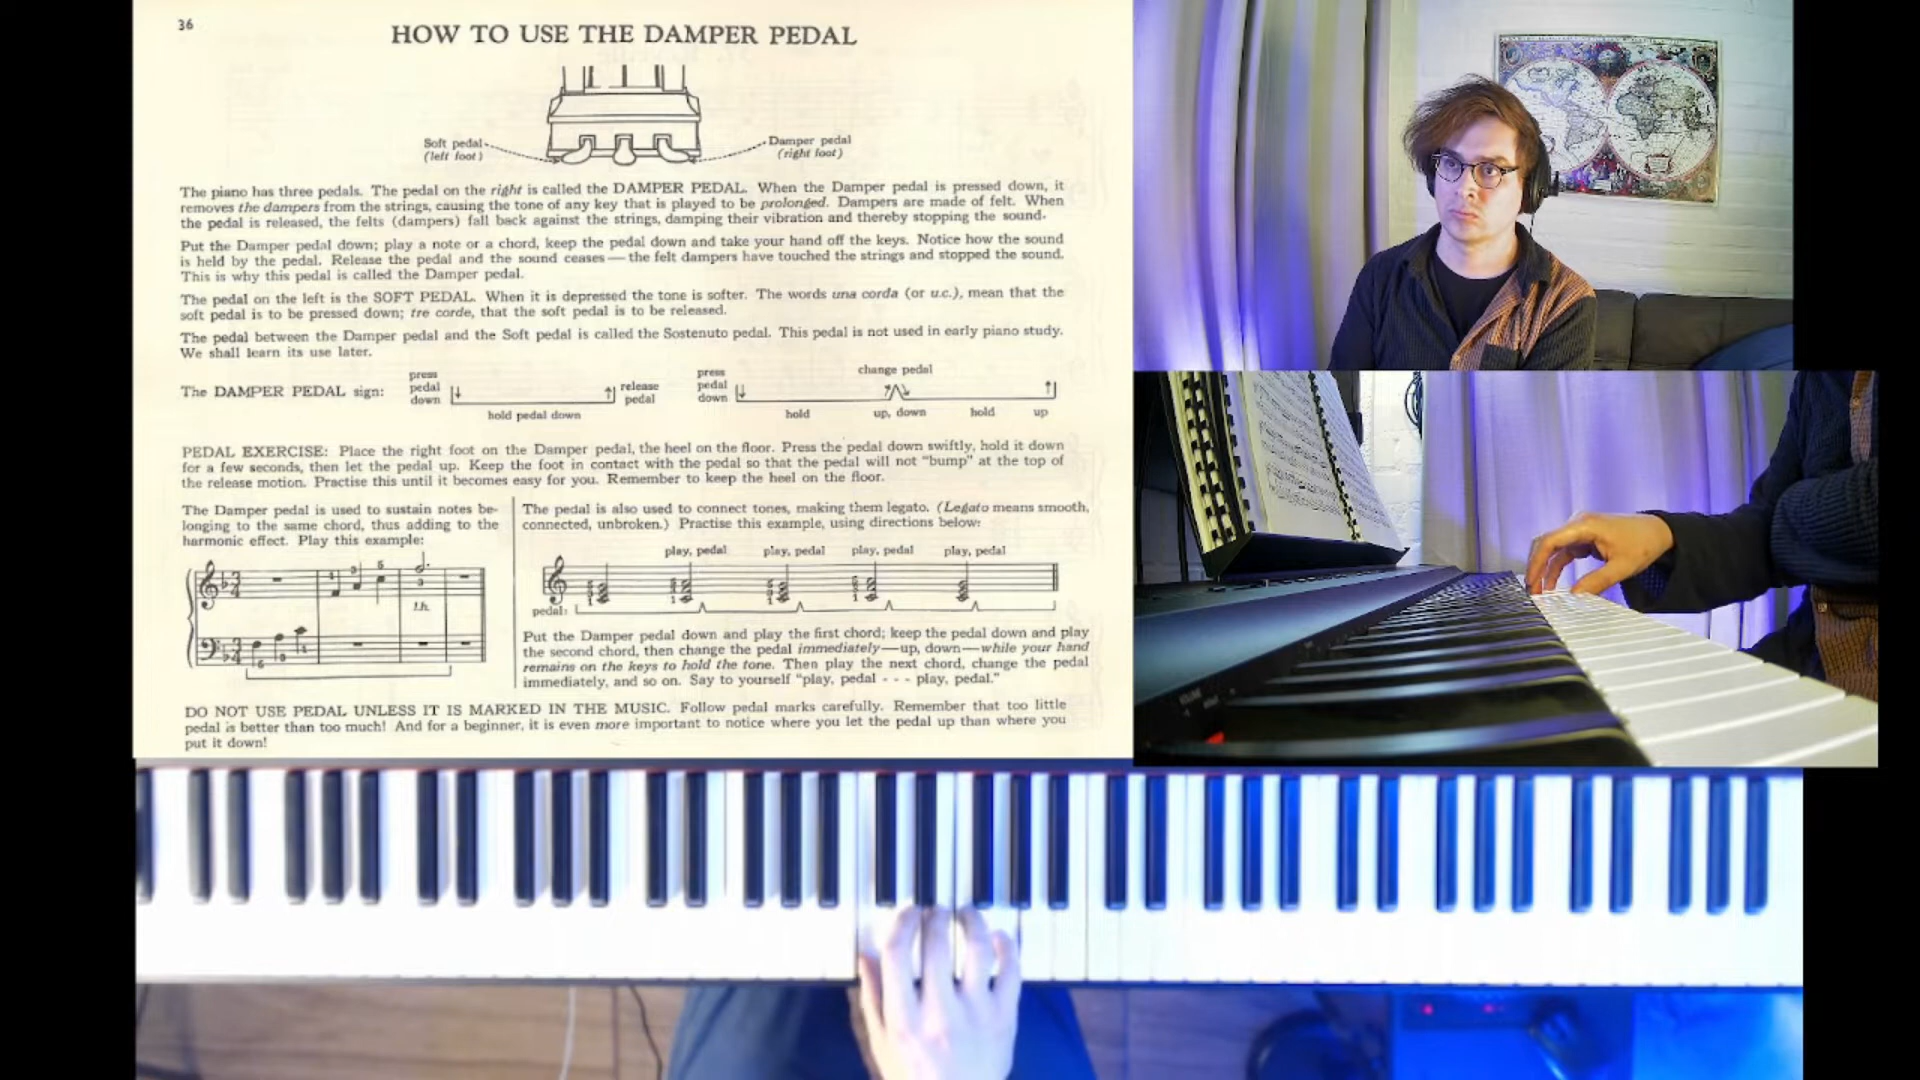 36
HOW TO USE THE DAMPER PEDAL
Soft pedal
(left foot)
Damper pedal
(right foot)
The piano has three pedals. The pedal on the right is called the DAMPER PEDAL. When the Damper pedal is pressed down, it
removes the dampers from the strings, causing the tone of any key that is played to be prolonged. Dampers are made of felt. When
the pedal is released, the felts (dampers) fall back against the strings, damping their vibration and thereby stopping the sound.
Put the Damper pedal down; play a note or a chord, keep the pedal down and take your hand off the keys. Notice how the sound
is held by the pedal. Release the pedal and the sound ceases — the felt dampers have touched the strings and stopped the sound.
This is why this pedal is called the Damper pedal.
The pedal on the left is the SOFT PEDAL. When it is depressed the tone is softer. The words una corda (or u.c.), mean that the
soft pedal is to be pressed down; tre corde, that the soft pedal is to be released.
The pedal between the Damper pedal and the Soft pedal is called the Sostenuto pedal. This pedal is not used in early piano study.
We shall learn its use later.
The DAMPER PEDAL sign:
press
pedal
down
release
pedal
hold pedal down
press
pedal
down
change pedal
hold
up, down
hold
up
PEDAL EXERCISE: Place the right foot on the Damper pedal, the heel on the floor. Press the pedal down swiftly, hold it down
for a few seconds, then let the pedal up. Keep the foot in contact with the pedal so that the pedal will not "bump" at the top of
the release motion. Practise this until it becomes easy for you. Remember to keep the heel on the floor.
The Damper pedal is used to sustain notes be-
longing to the same chord, thus adding to the
harmonic effect. Play this example:
l.h.
The pedal is also used to connect tones, making them legato. (Legato means smooth,
connected, unbroken.) Practise this example, using directions below:
play, pedal play, pedal play, pedal play, pedal
pedal:
Put the Damper pedal down and play the first chord; keep the pedal down and play
the second chord, then change the pedal immediately—up, down—while your hand
remains on the keys to hold the tone. Then play the next chord, change the pedal
immediately, and so on. Say to yourself "play, pedal - - - play, pedal."
DO NOT USE PEDAL UNLESS IT IS MARKED IN THE MUSIC. Follow pedal marks carefully. Remember that too little
pedal is better than too much! And for a beginner, it is even more important to notice where you let the pedal up than where you
put it down!